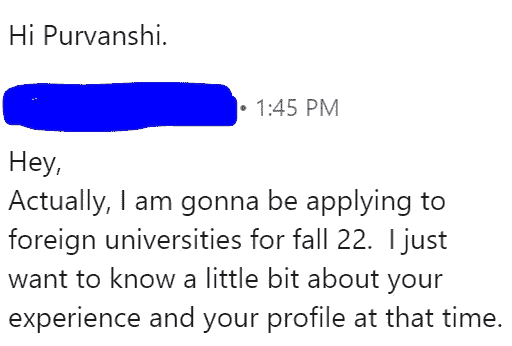 Hi Purvanshi.
• 1:45 PM
Hey,
Actually, I am gonna be applying to
foreign universities for fall 22.  I just
want to know a little bit about your
experience and your profile at that time.